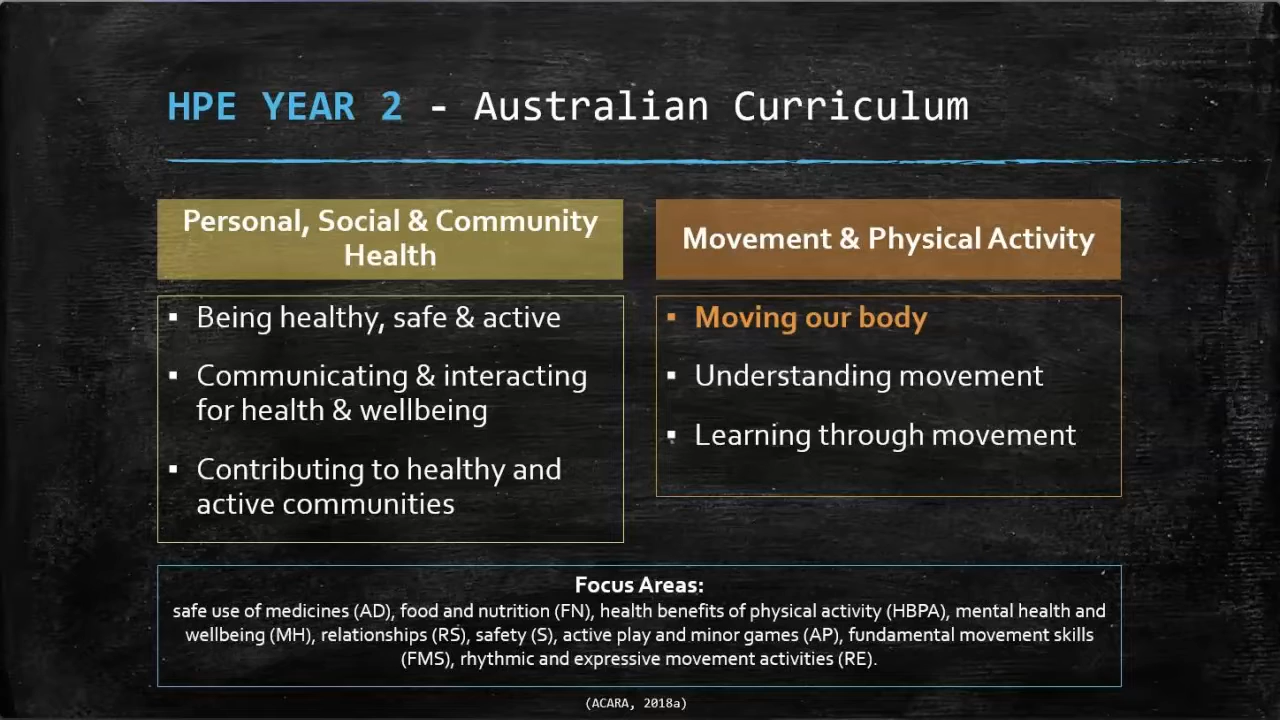 HPE YEAR 2 - Australian Curriculum
Personal, Social & Community
Health
▪ Being healthy, safe & active
▪ Communicating & interacting
for health & wellbeing
▪ Contributing to healthy and
active communities
Movement & Physical Activity
▪ Moving our body
▪ Understanding movement
▪ Learning through movement
Focus Areas:
safe use of medicines (AD), food and nutrition (FN), health benefits of physical activity (HBPA), mental health and
wellbeing (MH), relationships (RS), safety (S), active play and minor games (AP), fundamental movement skills
(FMS), rhythmic and expressive movement activities (RE).
(ACARA, 2018a)